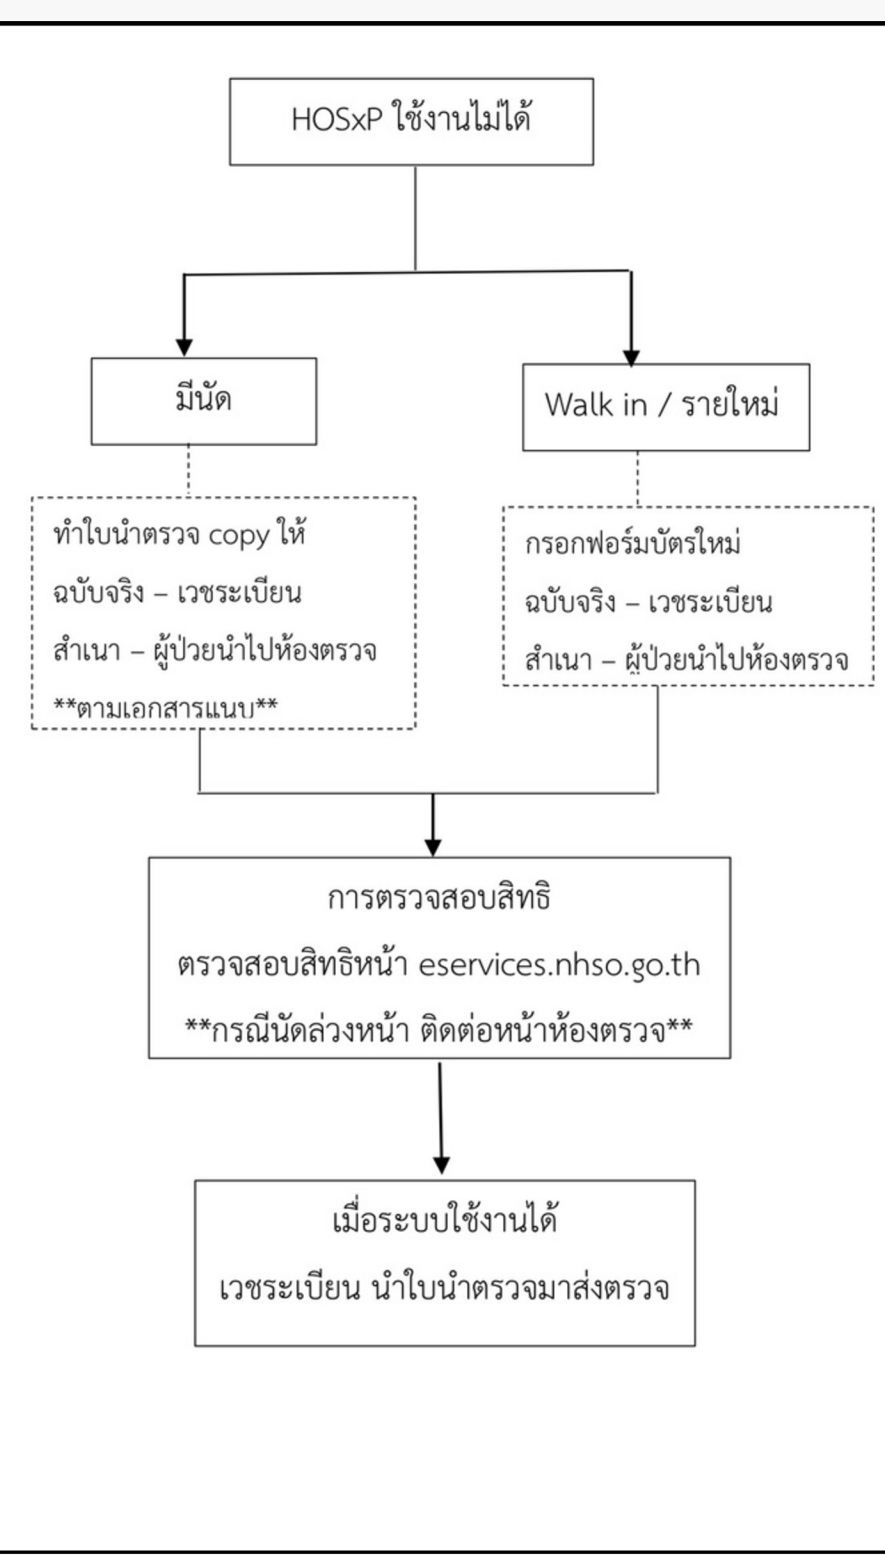 HOSxP ใช้งานไม่ได้
มีนัด
Walk in / รายใหม่
ทำใบนำตรวจ copy ให้
ฉบับจริง – เวชระเบียน
สำเนา – ผู้ป่วยนำไปห้องตรวจ
**ตามเอกสารแนบ**
กรอกฟอร์มบัตรใหม่
ฉบับจริง – เวชระเบียน
สำเนา – ผู้ป่วยนำไปห้องตรวจ
การตรวจสอบสิทธิ
ตรวจสอบสิทธิหน้า eservices.nhso.go.th
**กรณีนัดล่วงหน้า ติดต่อหน้าห้องตรวจ**
เมื่อระบบใช้งานได้
เวชระเบียน นำใบนำตรวจมาส่งตรวจ